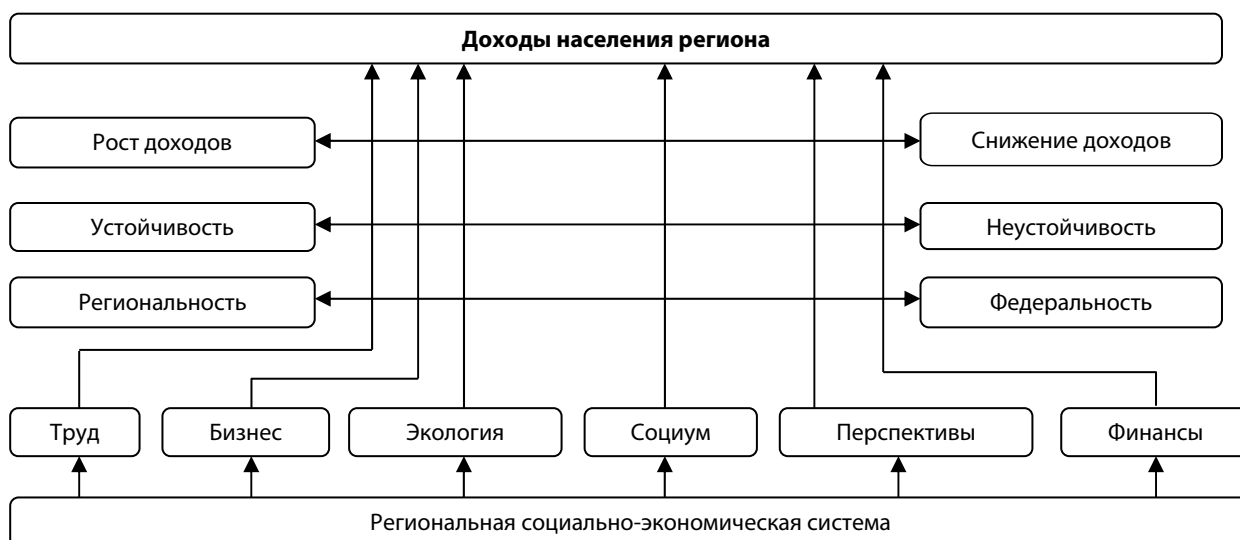 Доходы населения региона
Рост доходов
Снижение доходов
Устойчивость
Неустойчивость
Региональность
Федеральность
Труд
Бизнес
Экология
Социум
Перспективы
Финансы
Региональная социально-экономическая система